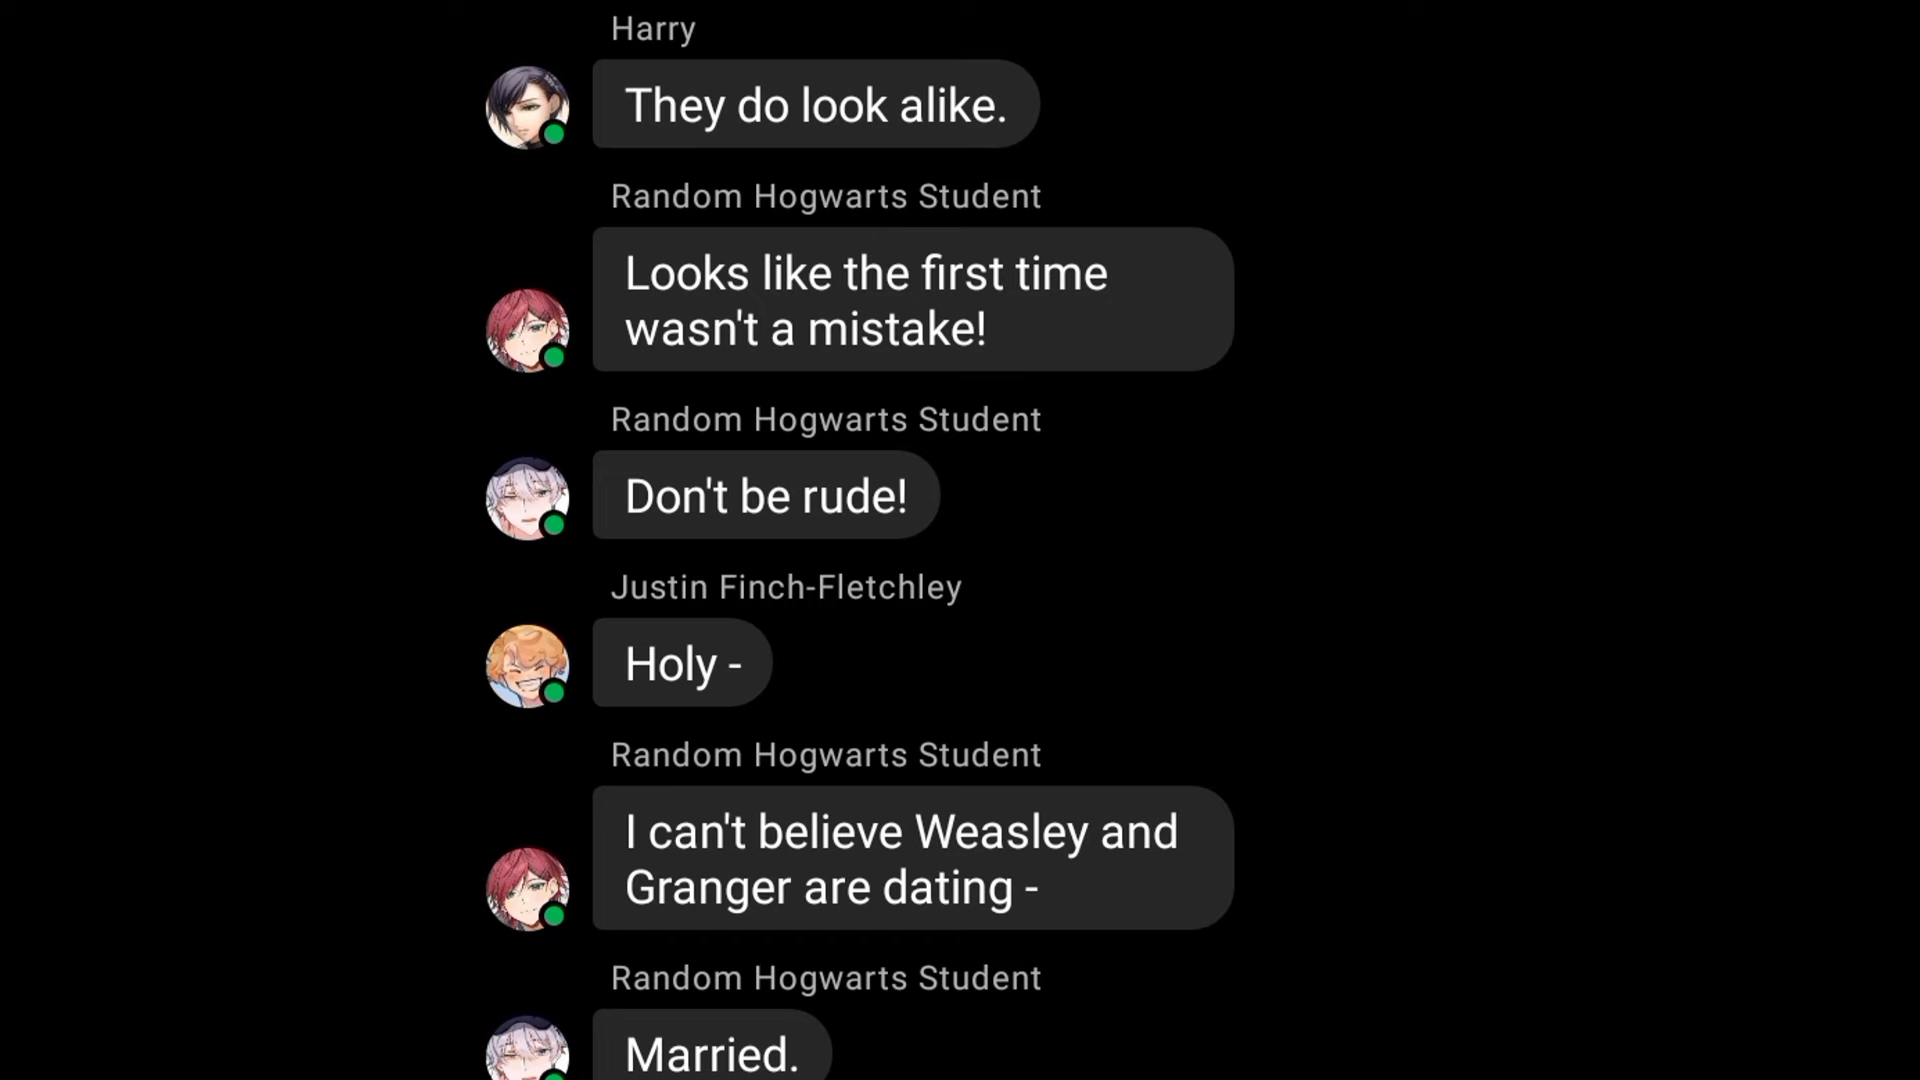 Harry
They do look alike.
Random Hogwarts Student
Looks like the first time
wasn't a mistake!
Random Hogwarts Student
Don't be rude!
Justin Finch-Fletchley
Holy -
Random Hogwarts Student
I can't believe Weasley and
Granger are dating -
Random Hogwarts Student
Married.